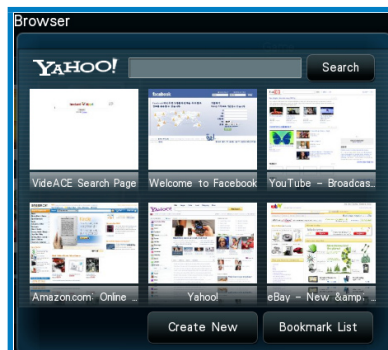 Browser
YAHOO!
Search
VideACE Search Page
Welcome to Facebook
YouTube - Broadcas..
Amazon.com: Online ..
Yahoo!
eBay - New &amp; ..
Create New
Bookmark List